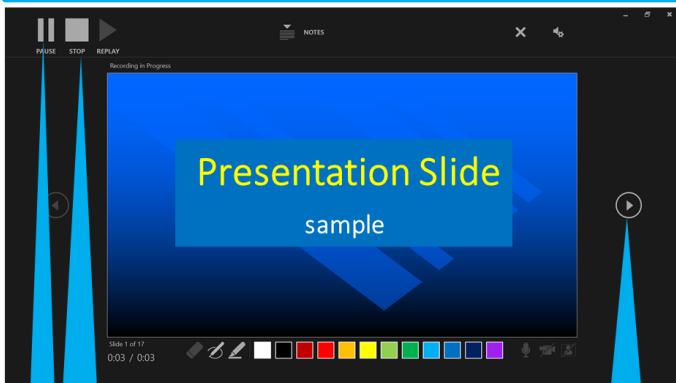 PAUSE STOP REPLAY
NOTES
Recording in Progress
Presentation Slide
sample
Slide 1 of 17
0:03 / 0:03